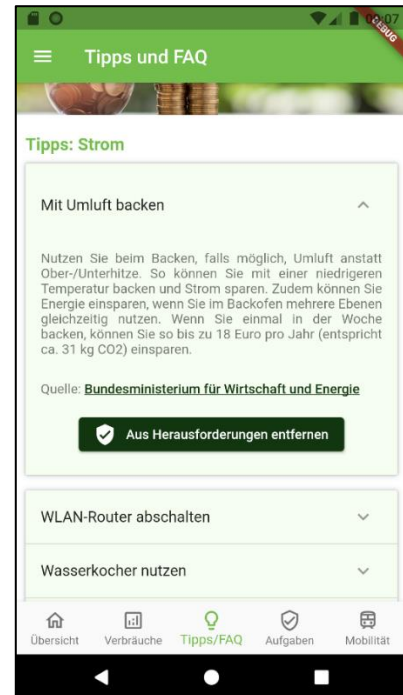 :07
DEBUG
Tipps und FAQ
Tipps: Strom
Mit Umluft backen
Nutzen Sie beim Backen, falls möglich, Umluft anstatt
Ober-/Unterhitze. So können Sie mit einer niedrigeren
Temperatur backen und Strom sparen. Zudem können Sie
Energie einsparen, wenn Sie im Backofen mehrere Ebenen
gleichzeitig nutzen. Wenn Sie einmal in der Woche
backen, können Sie so bis zu 18 Euro pro Jahr (entspricht
ca. 31 kg CO2) einsparen.
Quelle: Bundesministerium für Wirtschaft und Energie
Aus Herausforderungen entfernen
WLAN-Router abschalten
Wasserkocher nutzen
Übersicht Verbräuche Tipps/FAQ Aufgaben Mobilität